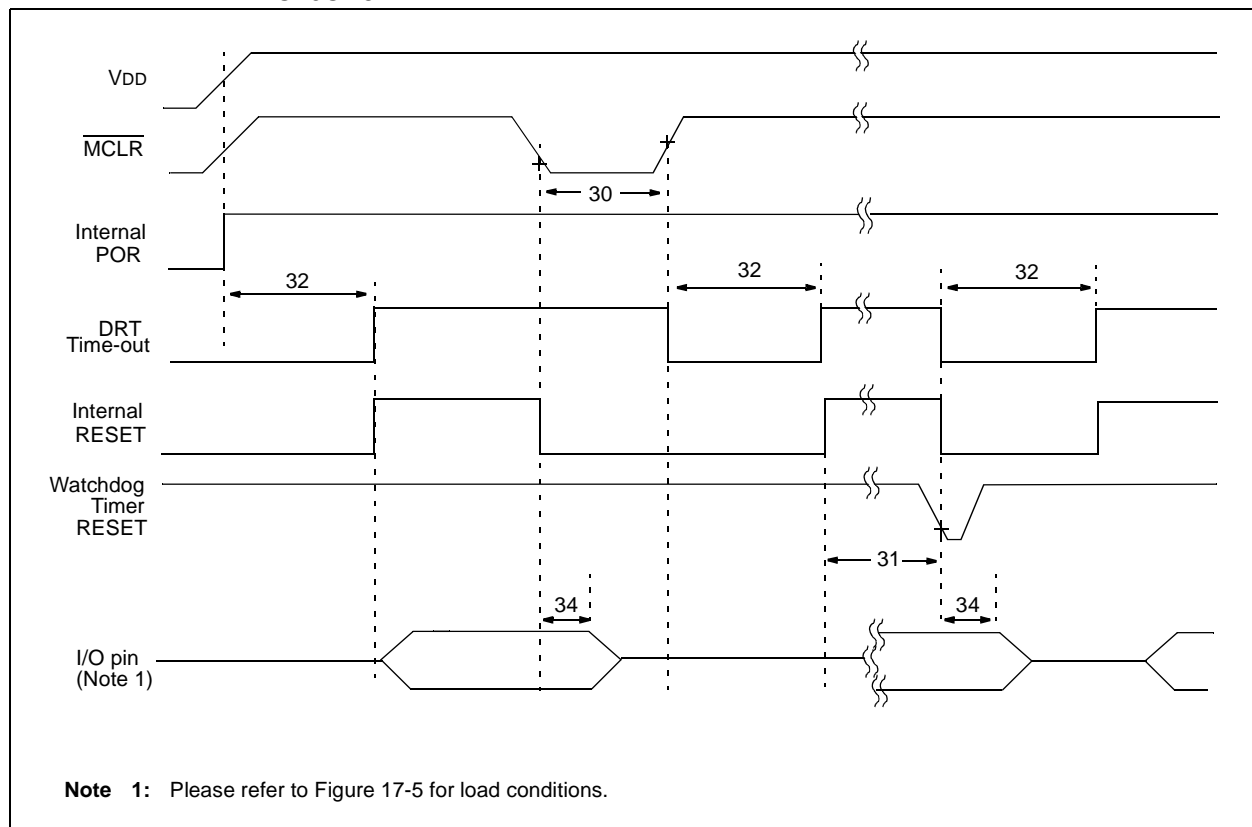 VDD
MCLR
30
Internal
POR
32
32
32
DRT
Time-out
Internal
RESET
Watchdog
Timer
RESET
31
34
34
I/O pin
(Note 1)
Note 1: Please refer to Figure 17-5 for load conditions.